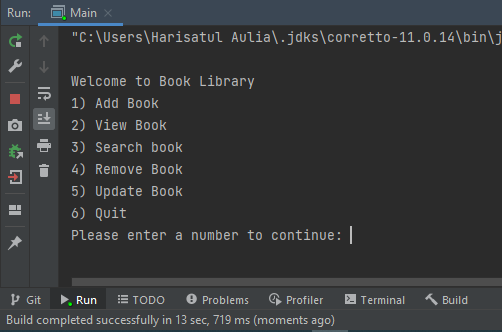 Run: Main
"C:\Users\Harisatul Aulia\.jdks\corretto-11.0.14\bin\j
Welcome to Book Library
1) Add Book
2) View Book
3) Search book
4) Remove Book
5) Update Book
6) Quit
Please enter a number to continue:
Git Run TODO Problems Profiler Terminal Build
Build completed successfully in 13 sec, 719 ms (moments ago)